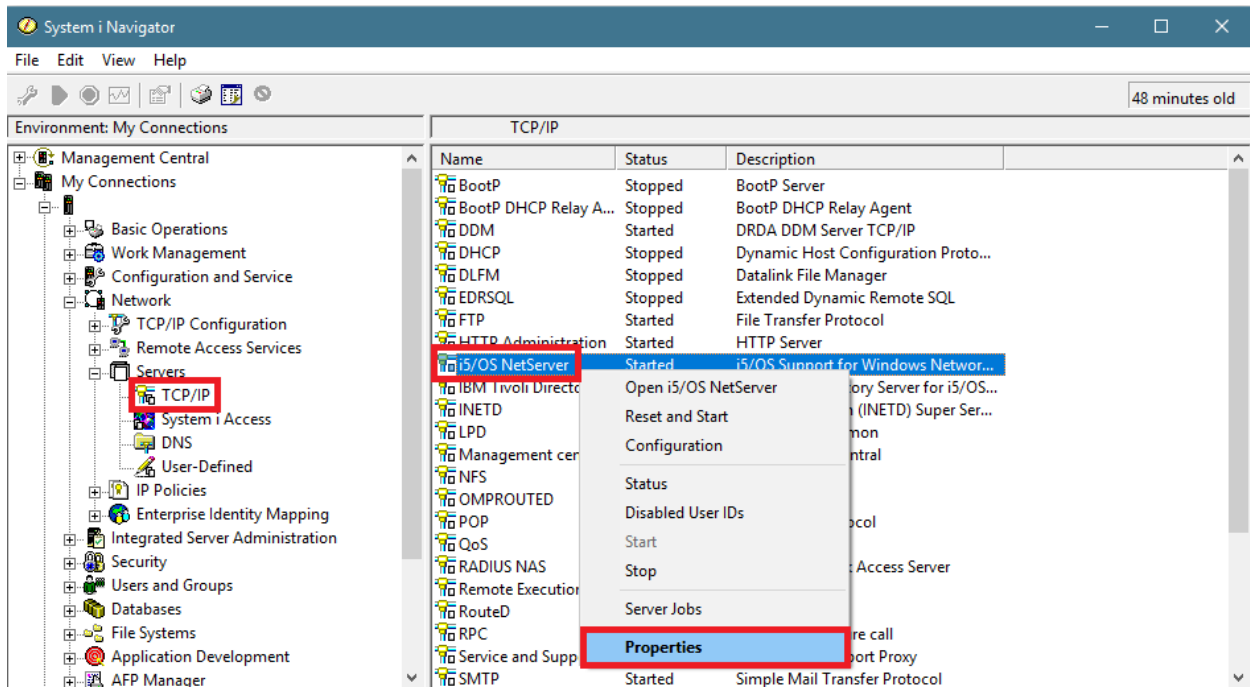 System i Navigator
File Edit View Help
48 minutes old
Environment: My Connections
TCP/IP
Management Central
My Connections
Basic Operations
Work Management
Configuration and Service
Network
TCP/IP Configuration
Remote Access Services
Servers
TCP/IP
System i Access
DNS
User-Defined
IP Policies
Enterprise Identity Mapping
Integrated Server Administration
Security
Users and Groups
Databases
File Systems
Application Development
AFP Manager
Name Status Description
BootP Stopped BootP Server
BootP DHCP Relay A... Stopped BootP DHCP Relay Agent
DDM Started DRDA DDM Server TCP/IP
DHCP Stopped Dynamic Host Configuration Proto...
DLFM Stopped Datalink File Manager
EDRSQL Stopped Extended Dynamic Remote SQL
FTP Started File Transfer Protocol
HTTP Administration Started HTTP Server
i5/OS NetServer Started i5/OS Support for Windows Networ...
IBM Tivoli Directo ory Server for i5/OS...
INETD (INETD) Super Ser...
LPD mon
Management cen ntral
NFS
OMPROUTED
POP ocol
QoS
RADIUS NAS Access Server
Remote Execution
RouteD
RPC re call
Service and Supp port Proxy
SMTP Started Simple Mail Transfer Protocol
Open i5/OS NetServer
Reset and Start
Configuration
Status
Disabled User IDs
Start
Stop
Server Jobs
Properties